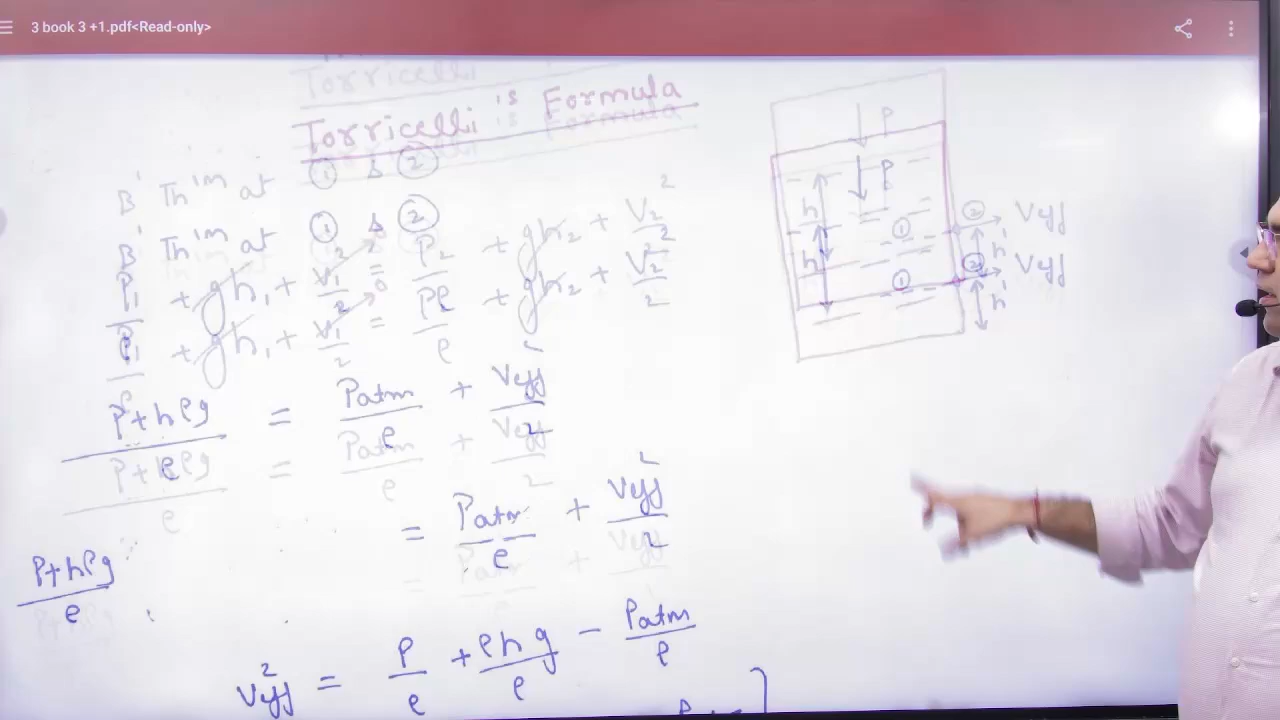 3 book 3 +1.pdf<Read-only>
Torricelli's Formula
B' Th'm at ① & ②
P₁/ρ + gh₁ + V₁²/2 = P₂/ρ + gh₂ + V₂²/2
(P+hρg)/ρ = Patm/ρ + Veff²/2
= Patm/ρ + Veff²/2
(P+hρg)/ρ
Veff² = P/ρ + ρhg/ρ - Patm/ρ
P
P
h
①
②
Veff
h'
h
①
②
Veff
h'